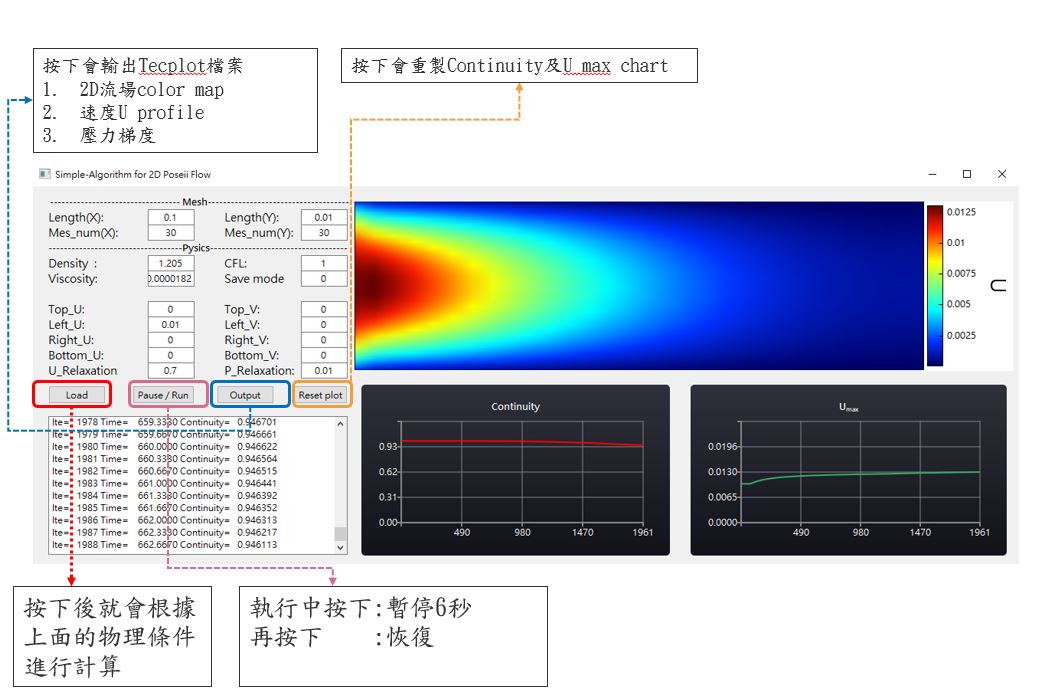 按下會輸出Tecplot檔案
1. 2D流場color map
2. 速度U profile
3. 壓力梯度
按下會重製Continuity及U max chart
Simple-Algorithm for 2D Poseii Flow
Mesh
Length(X): 0.1 Length(Y): 0.01
Mes_num(X): 30 Mes_num(Y): 30
Pysics
Density : 1.205 CFL: 1
Viscosity: 0.0000182 Save mode 0
Top_U: 0 Top_V: 0
Left_U: 0.01 Left_V: 0
Right_U: 0 Right_V: 0
Bottom_U: 0 Bottom_V: 0
U_Relaxation 0.7 P_Relaxation: 0.01
Load Pause / Run Output Reset plot
0.0125
0.01
0.0075
0.005
0.0025
U
Ite= 1978 Time= 659.3330 Continuity= 0.946701
Ite= 1979 Time= 659.6670 Continuity= 0.946661
Ite= 1980 Time= 660.0000 Continuity= 0.946622
Ite= 1981 Time= 660.3330 Continuity= 0.946564
Ite= 1982 Time= 660.6670 Continuity= 0.946515
Ite= 1983 Time= 661.0000 Continuity= 0.946441
Ite= 1984 Time= 661.3330 Continuity= 0.946392
Ite= 1985 Time= 661.6670 Continuity= 0.946352
Ite= 1986 Time= 662.0000 Continuity= 0.946313
Ite= 1987 Time= 662.3330 Continuity= 0.946217
Ite= 1988 Time= 662.6670 Continuity= 0.946113
Continuity
0.93
0.62
0.31
0.00
490 980 1470 1961
Umax
0.0196
0.0130
0.0065
0.0000
490 980 1470 1961
按下後就會根據
上面的物理條件
進行計算
執行中按下:暫停6秒
再按下 :恢復